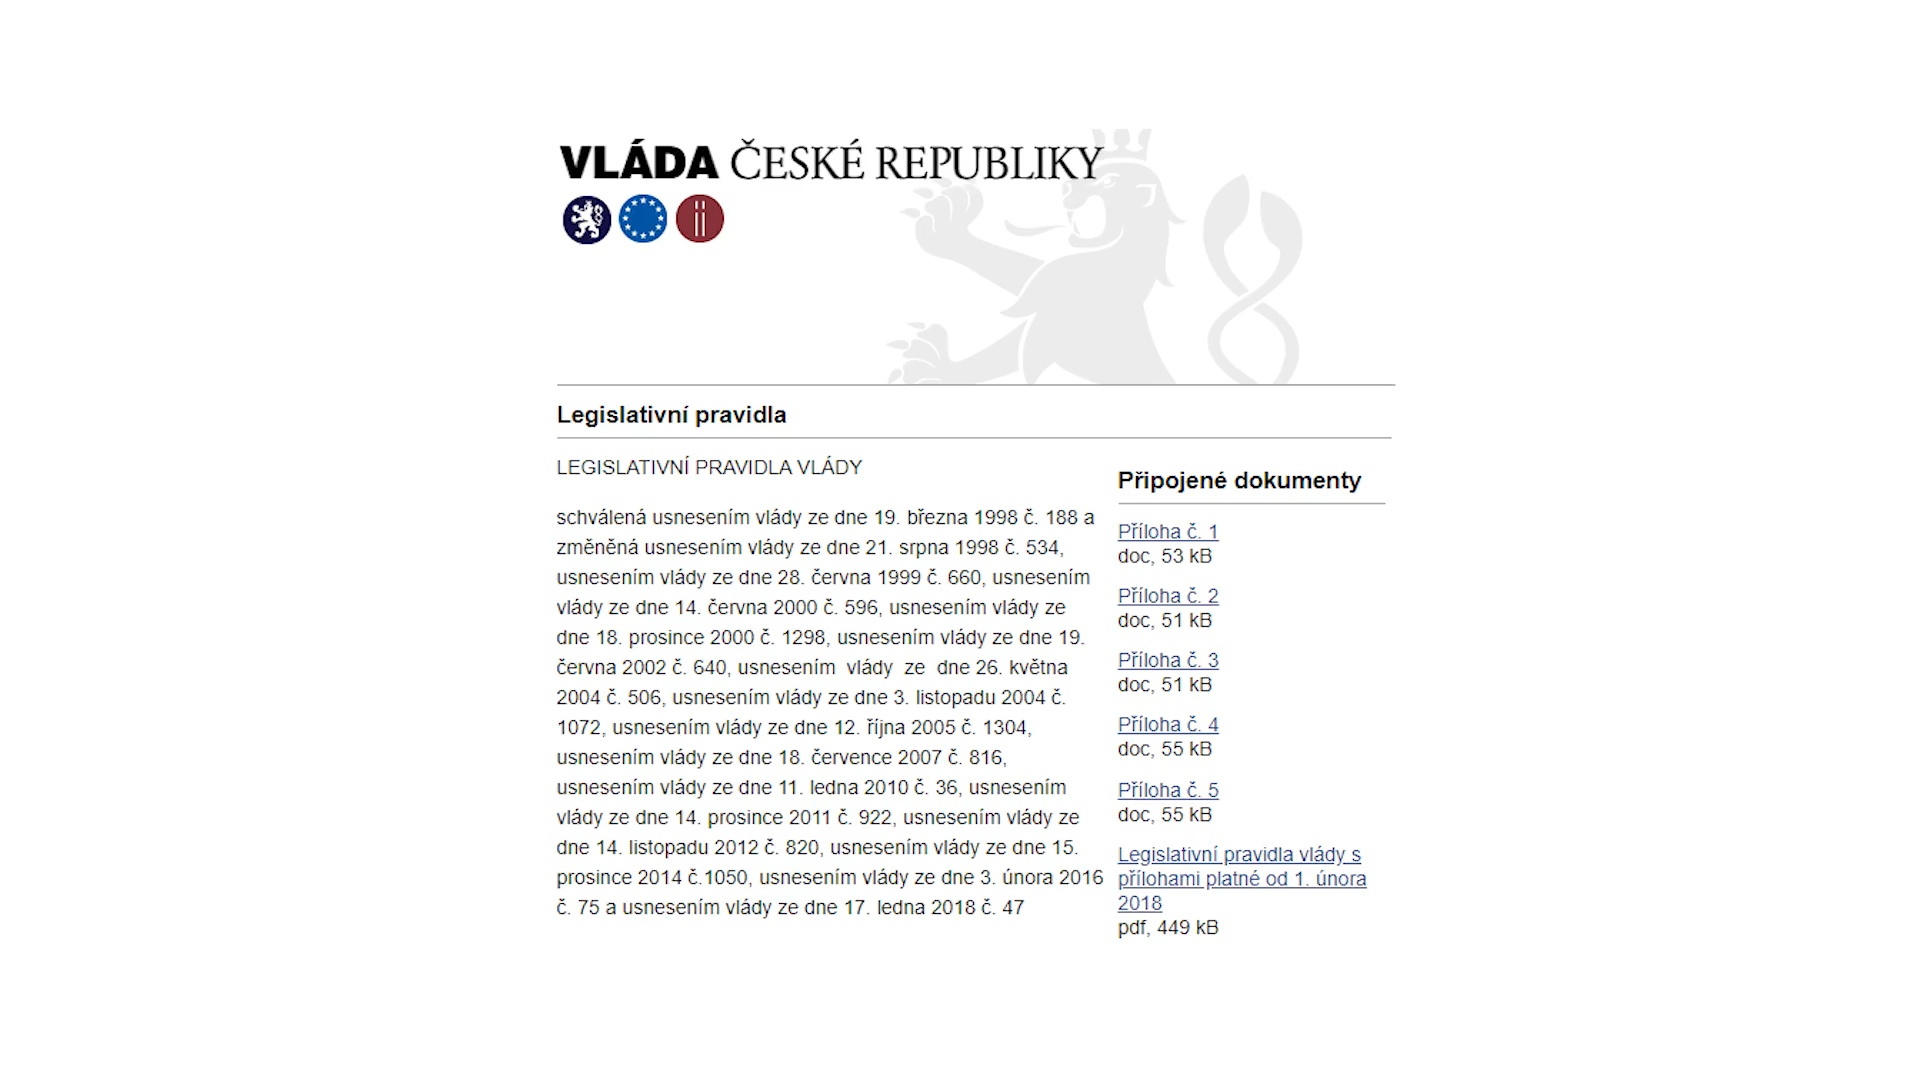 VLÁDA ČESKÉ REPUBLIKY
Legislativní pravidla
LEGISLATIVNÍ PRAVIDLA VLÁDY
schválená usnesením vlády ze dne 19. března 1998 č. 188 a
změněná usnesením vlády ze dne 21. srpna 1998 č. 534,
usnesením vlády ze dne 28. června 1999 č. 660, usnesením
vlády ze dne 14. června 2000 č. 596, usnesením vlády ze
dne 18. prosince 2000 č. 1298, usnesením vlády ze dne 19.
června 2002 č. 640, usnesením vlády ze dne 26. května
2004 č. 506, usnesením vlády ze dne 3. listopadu 2004 č.
1072, usnesením vlády ze dne 12. října 2005 č. 1304,
usnesením vlády ze dne 18. července 2007 č. 816,
usnesením vlády ze dne 11. ledna 2010 č. 36, usnesením
vlády ze dne 14. prosince 2011 č. 922, usnesením vlády ze
dne 14. listopadu 2012 č. 820, usnesením vlády ze dne 15.
prosince 2014 č.1050, usnesením vlády ze dne 3. února 2016
č. 75 a usnesením vlády ze dne 17. ledna 2018 č. 47
Připojené dokumenty
Příloha č. 1
doc, 53 kB
Příloha č. 2
doc, 51 kB
Příloha č. 3
doc, 51 kB
Příloha č. 4
doc, 55 kB
Příloha č. 5
doc, 55 kB
Legislativní pravidla vlády s
přílohami platné od 1. února
2018
pdf, 449 kB